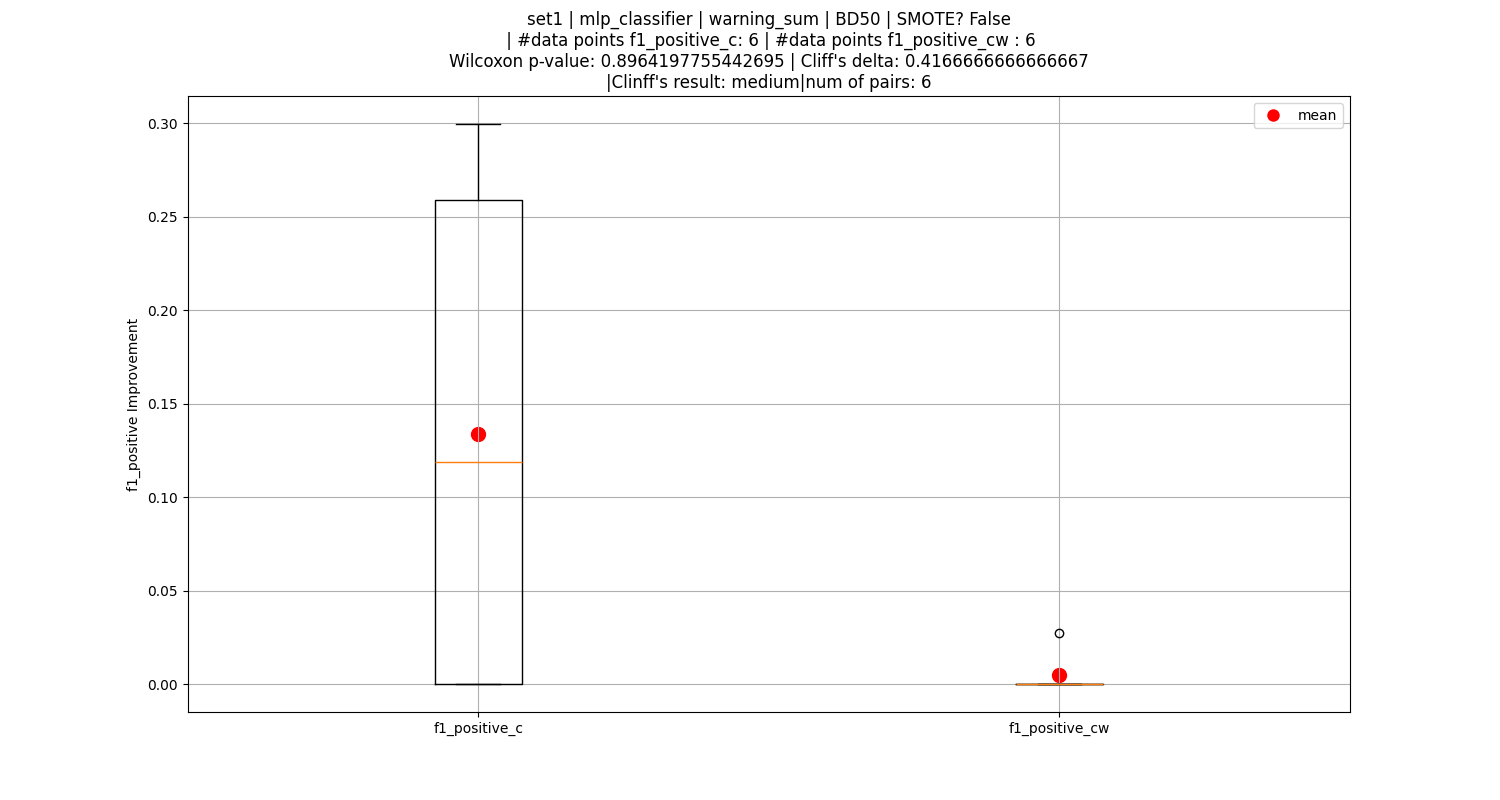 set1 | mlp_classifier | warning_sum | BD50 | SMOTE? False
| #data points f1_positive_c: 6 | #data points f1_positive_cw : 6
Wilcoxon p-value: 0.8964197755442695 | Cliff's delta: 0.4166666666666667
|Clinff's result: medium|num of pairs: 6
mean
0.30
0.25
0.20
0.15
0.10
0.05
0.00
f1_positive Improvement
f1_positive_c
f1_positive_cw